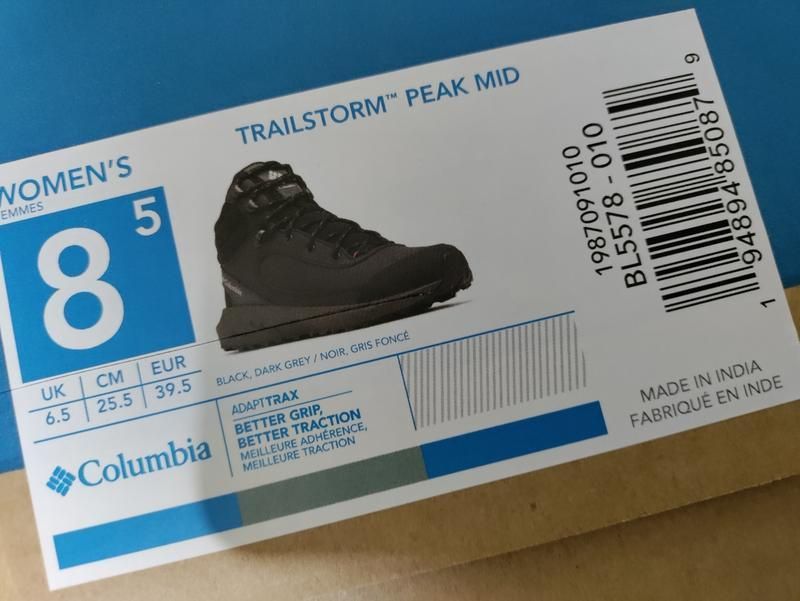 WOMEN'S
EMMES
8 5
TRAILSTORM™ PEAK MID
UK CM EUR
6.5 25.5 39.5
BLACK, DARK GREY / NOIR, GRIS FONCÉ
Columbia
ADAPTTRAX
BETTER GRIP,
BETTER TRACTION
MEILLEURE ADHÉRENCE,
MEILLEURE TRACTION
1987091010
BL5578 - 010
1 94894 85087 9
MADE IN INDIA
FABRIQUÉ EN INDE